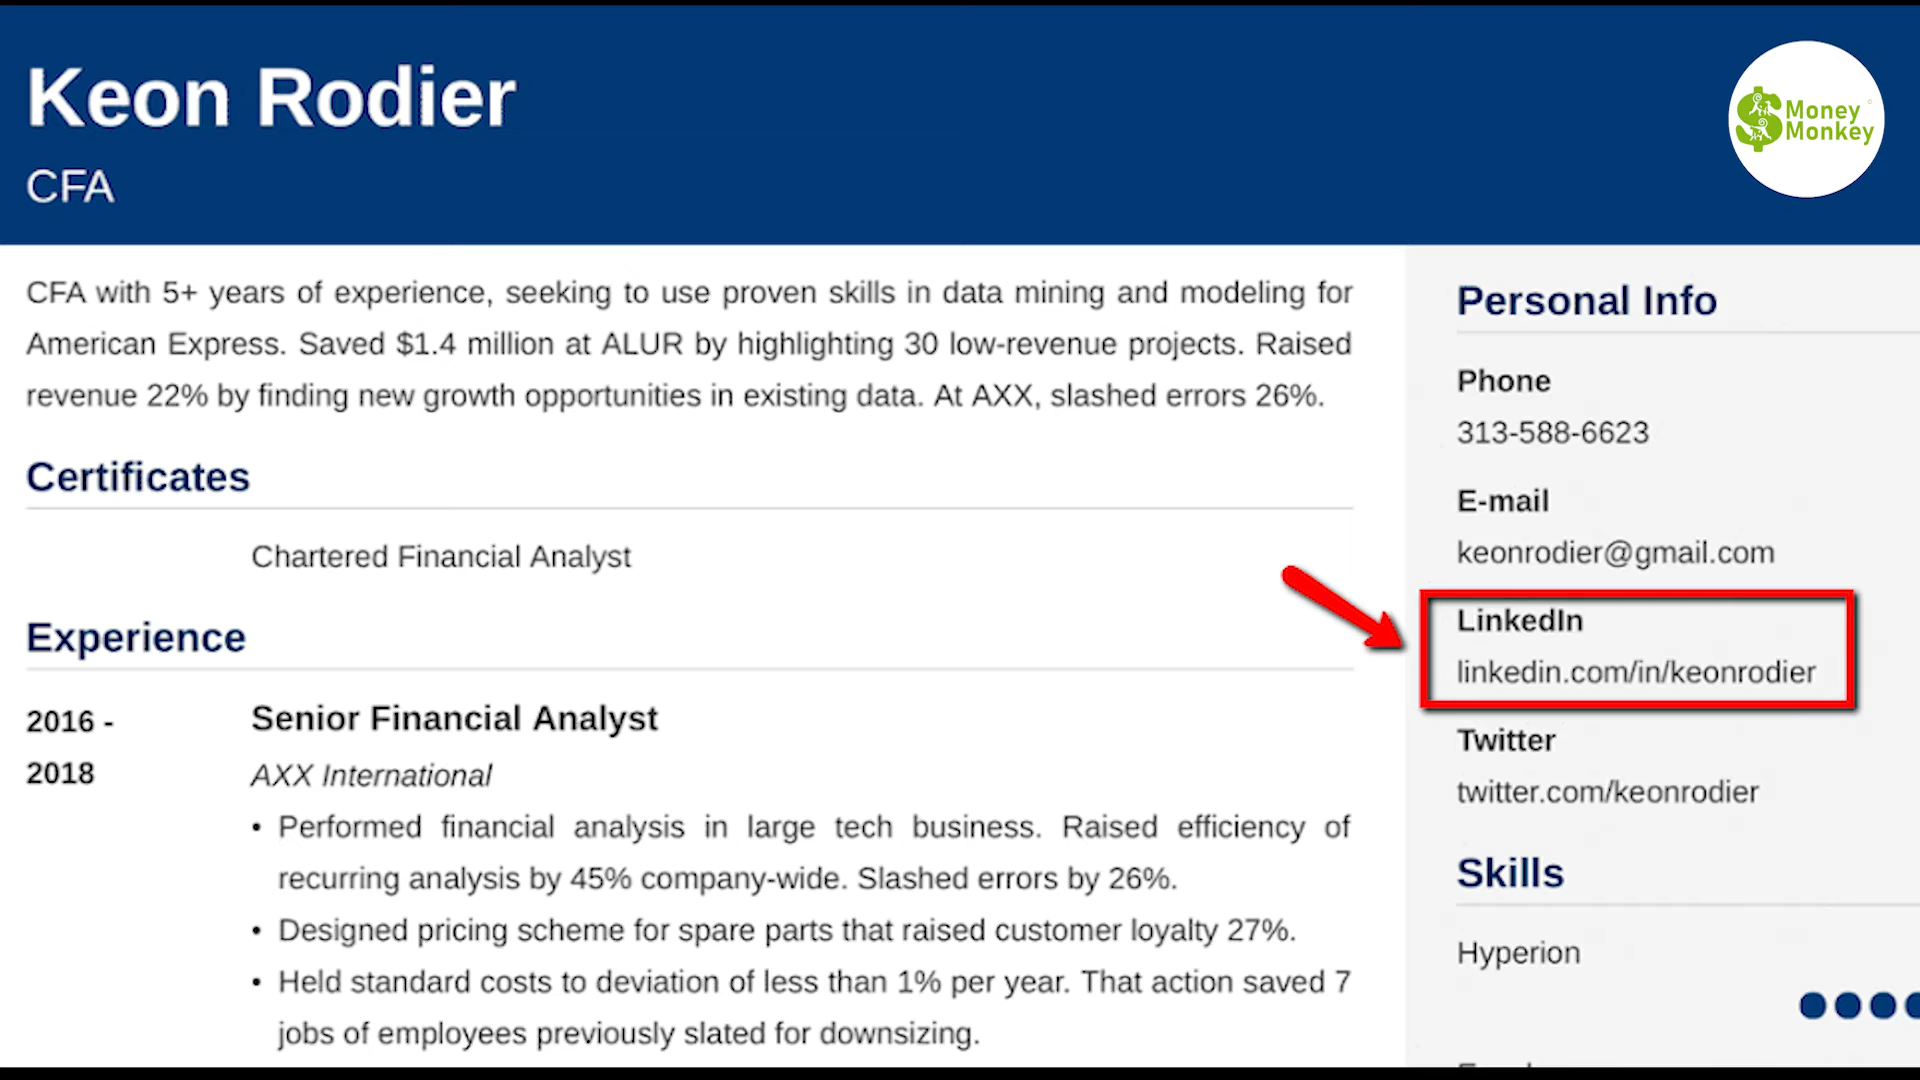 Keon Rodier
CFA
Money
Monkey
CFA with 5+ years of experience, seeking to use proven skills in data mining and modeling for
American Express. Saved $1.4 million at ALUR by highlighting 30 low-revenue projects. Raised
revenue 22% by finding new growth opportunities in existing data. At AXX, slashed errors 26%.
Certificates
Chartered Financial Analyst
Experience
2016 -
2018
Senior Financial Analyst
AXX International
• Performed financial analysis in large tech business. Raised efficiency of
recurring analysis by 45% company-wide. Slashed errors by 26%.
• Designed pricing scheme for spare parts that raised customer loyalty 27%.
• Held standard costs to deviation of less than 1% per year. That action saved 7
jobs of employees previously slated for downsizing.
Personal Info
Phone
313-588-6623
E-mail
keonrodier@gmail.com
LinkedIn
linkedin.com/in/keonrodier
Twitter
twitter.com/keonrodier
Skills
Hyperion